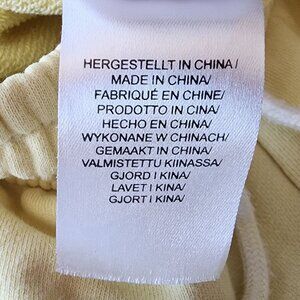 HERGESTELLT IN CHINA/
MADE IN CHINA/
FABRIQUÉ EN CHINE/
PRODOTTO IN CINA/
HECHO EN CHINA/
WYKONANE W CHINACH/
GEMAAKT IN CHINA/
VALMISTETTU KIINASSA/
GJORD I KINA/
LAVET I KINA/
GJORT I KINA/